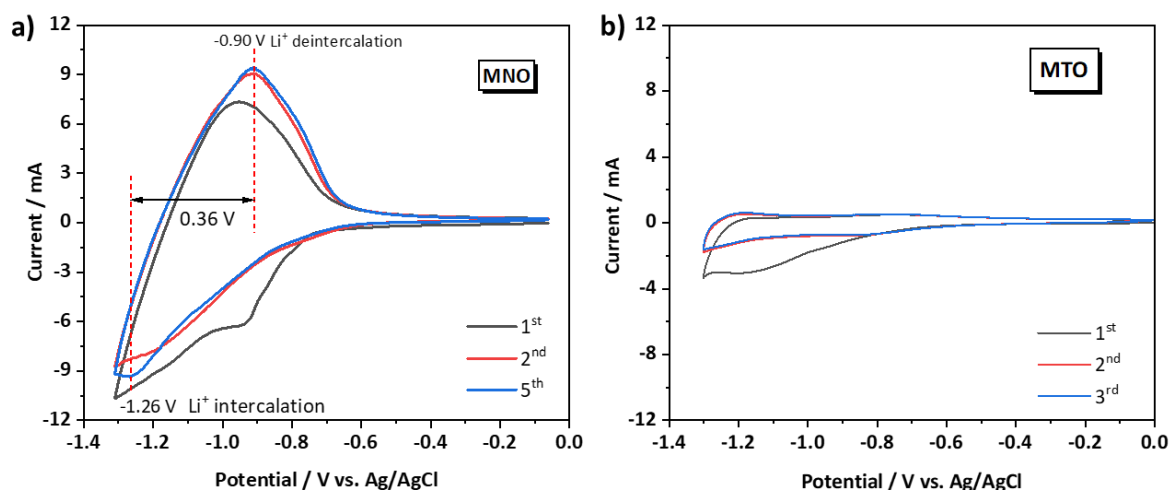 a)
-0.90 V Li⁺ deintercalation
MNO
0.36 V
-1.26 V Li⁺ intercalation
1st
2nd
5th
12
9
6
3
0
-3
-6
-9
-12
Current / mA
-1.4 -1.2 -1.0 -0.8 -0.6 -0.4 -0.2 0.0
Potential / V vs. Ag/AgCl
b)
MTO
1st
2nd
3rd
12
8
4
0
-4
-8
-12
Current / mA
-1.4 -1.2 -1.0 -0.8 -0.6 -0.4 -0.2 0.0
Potential / V vs. Ag/AgCl